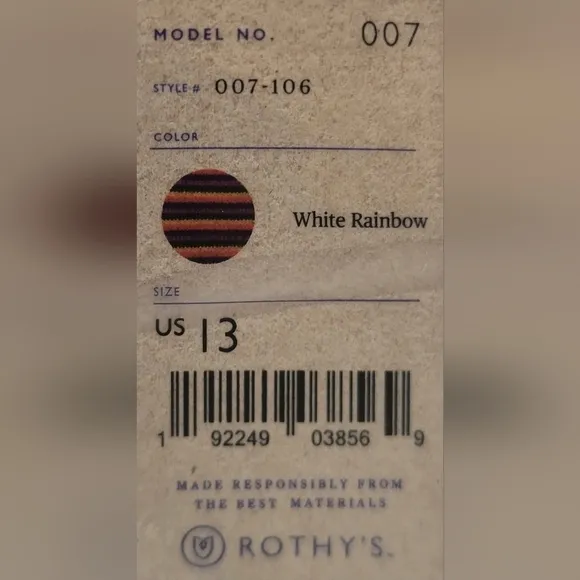 MODEL NO. 007
STYLE# 007-106
COLOR
White Rainbow
SIZE
US 13
1 92249 03856 9
MADE RESPONSIBLY FROM
THE BEST MATERIALS
ROTHY'S.